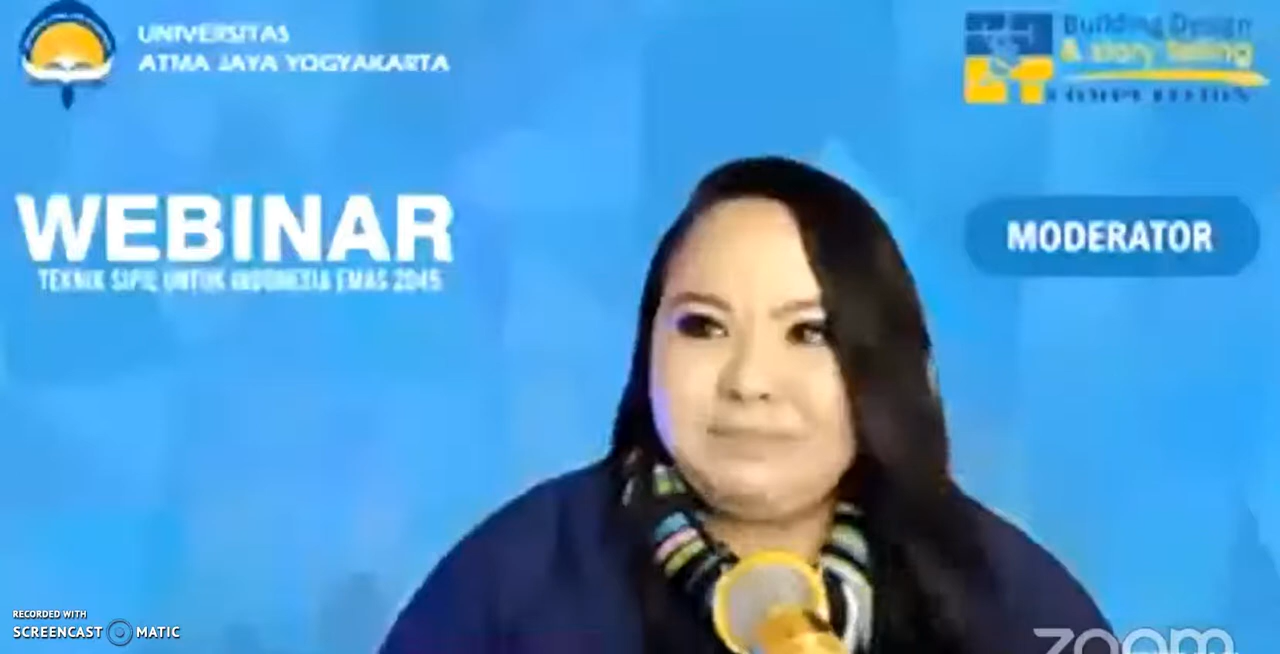 UNIVERSITAS
ATMA JAYA YOGYAKARTA
Building Design
& Story Telling
WEBINAR
TEKNIK SIPIL UNTUK INDONESIA EMAS 2045
MODERATOR
RECORDED WITH
SCREENCAST MATIC
zoom